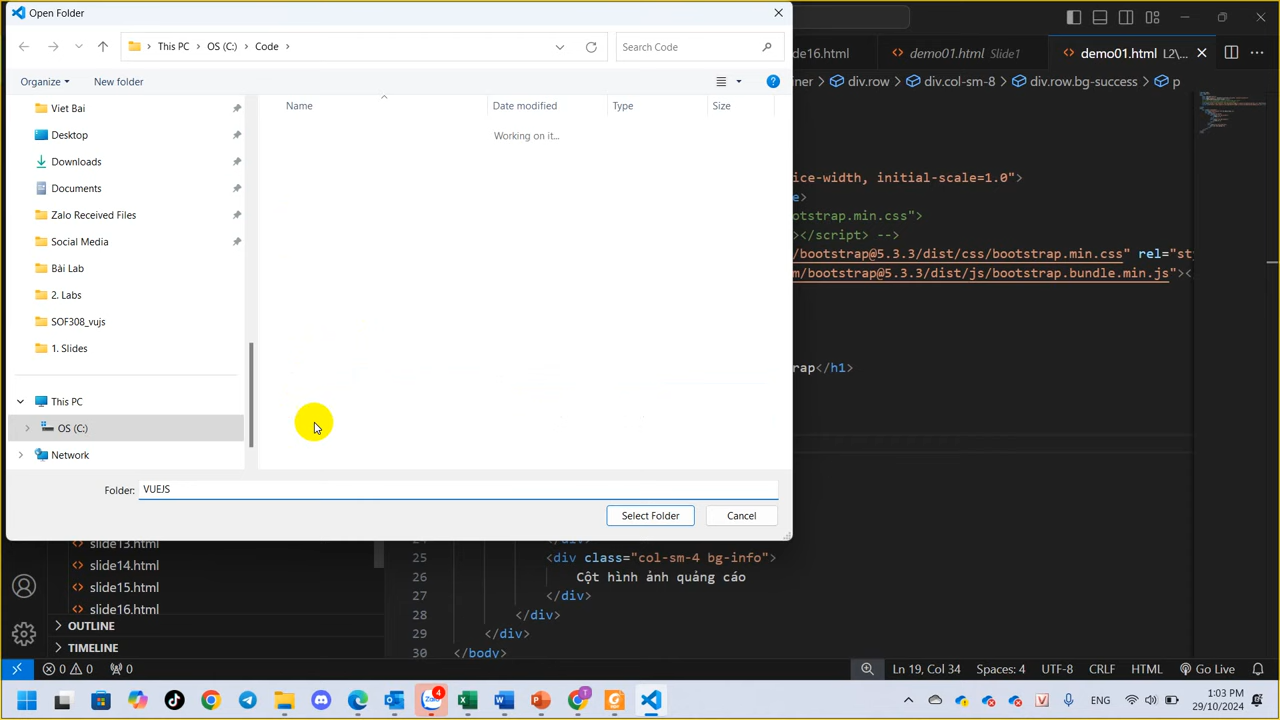 Open Folder
This PC > OS (C:) > Code >
Search Code
Organize
New folder
Viet Bai
Desktop
Downloads
Documents
Zalo Received Files
Social Media
Bài Lab
2. Labs
SOF308_vujs
1. Slides
This PC
OS (C:)
Network
Name
Date modified
Type
Size
Working on it...
Folder:
VUEJS
Select Folder
Cancel
de16.html
demo01.html Slide1
demo01.html L2\...
iner > div.row > div.col-sm-8 > div.row.bg-success > p
ice-width, initial-scale=1.0">
e>
otstrap.min.css">
></script> -->
/bootstrap@5.3.3/dist/css/bootstrap.min.css" rel="sty
m/bootstrap@5.3.3/dist/js/bootstrap.bundle.min.js"><
rap</h1>
24
</div>
25 <div class="col-sm-4 bg-info">
26 Cột hình ảnh quảng cáo
27 </div>
28 </div>
29 </div>
30 </body>
slide13.html
slide14.html
slide15.html
slide16.html
OUTLINE
TIMELINE
0 0 0
Ln 19, Col 34
Spaces: 4
UTF-8
CRLF
HTML
Go Live
Zalo
4
T
ENG
1:03 PM
29/10/2024